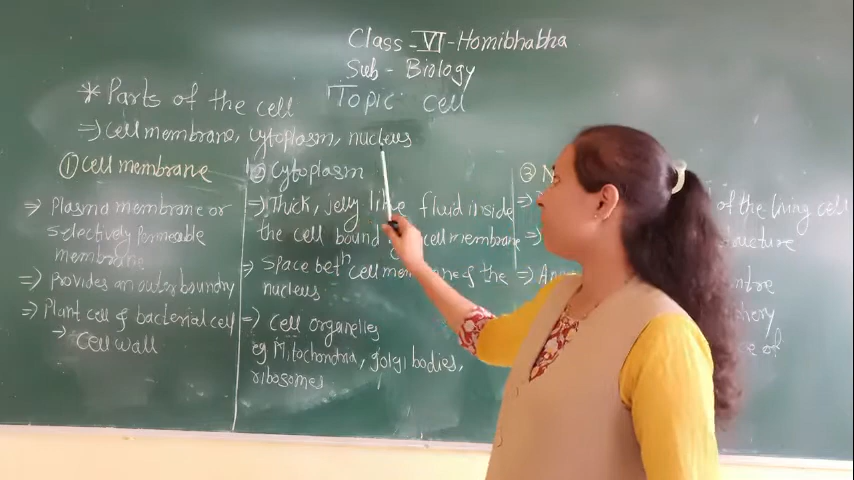 Class - VI - Homibhabha
Sub - Biology
Topic cell
* Parts of the cell
⇒ cell membrane, cytoplasm, nucleus
① Cell membrane
⇒ Plasma membrane or
selectively permeable
membrane
⇒ Provides an outer boundry
⇒ Plant cell & bacterial cell
→ Cell wall
② Cytoplasm
⇒ Thick, jelly like fluid inside
the cell bound cell membrane
⇒ Space betⁿ cell membrane & the
nucleus
⇒ Cell organelles
eg Mitochondria, golgi bodies,
ribosomes
③ N
of the living cell
ntre